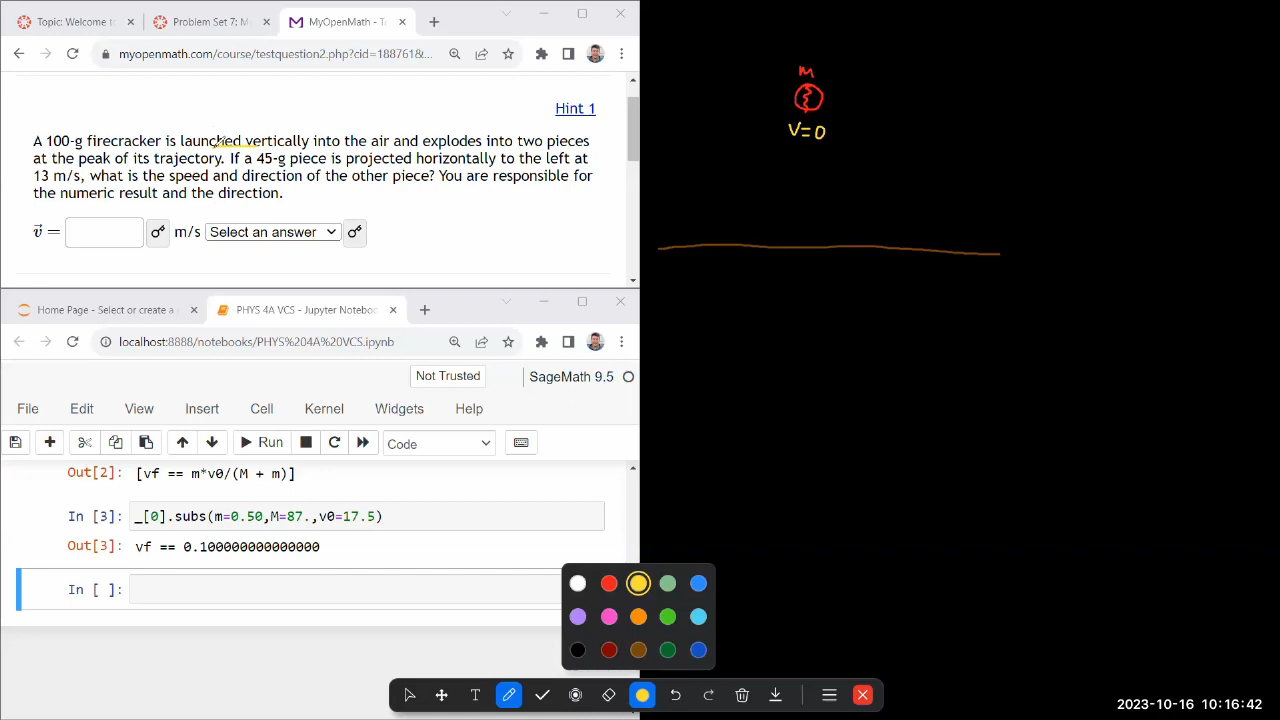 Topic: Welcome to
Problem Set 7: M
MyOpenMath - Te
myopenmath.com/course/testquestion2.php?cid=188761&...
Hint 1
A 100-g firecracker is launched vertically into the air and explodes into two pieces
at the peak of its trajectory. If a 45-g piece is projected horizontally to the left at
13 m/s, what is the speed and direction of the other piece? You are responsible for
the numeric result and the direction.
v⃗ =
m/s
Select an answer
Home Page - Select or create a
PHYS 4A VCS - Jupyter Notebook
localhost:8888/notebooks/PHYS%204A%20VCS.ipynb
Not Trusted
SageMath 9.5
File
Edit
View
Insert
Cell
Kernel
Widgets
Help
Run
Code
Out[2]: [vf == m*v0/(M + m)]
In [3]: _[0].subs(m=0.50,M=87.,v0=17.5)
Out[3]: vf == 0.100000000000000
In [ ]:
M
V=0
T
2023-10-16 10:16:42